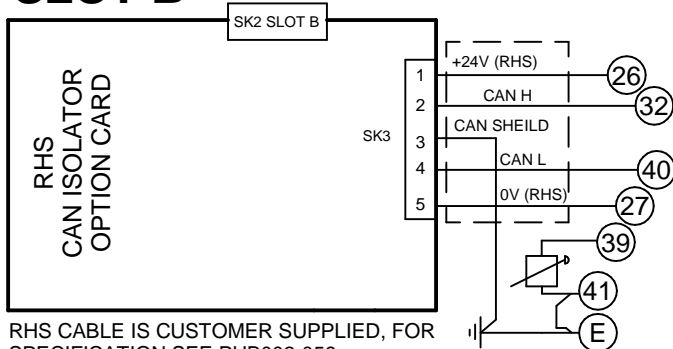 SK2 SLOT B
RHS
CAN ISOLATOR
OPTION CARD
SK3
1
2
3
4
5
+24V (RHS)
CAN H
CAN SHEILD
CAN L
0V (RHS)
26
32
40
27
39
41
E
RHS CABLE IS CUSTOMER SUPPLIED, FOR